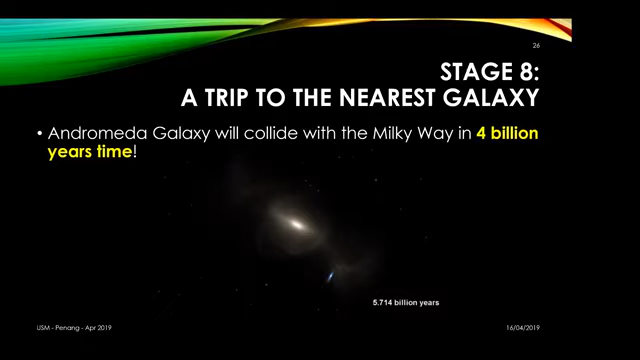 26
STAGE 8:
A TRIP TO THE NEAREST GALAXY
• Andromeda Galaxy will collide with the Milky Way in 4 billion
years time!
5.714 billion years
USM - Penang - Apr 2019
16/04/2019